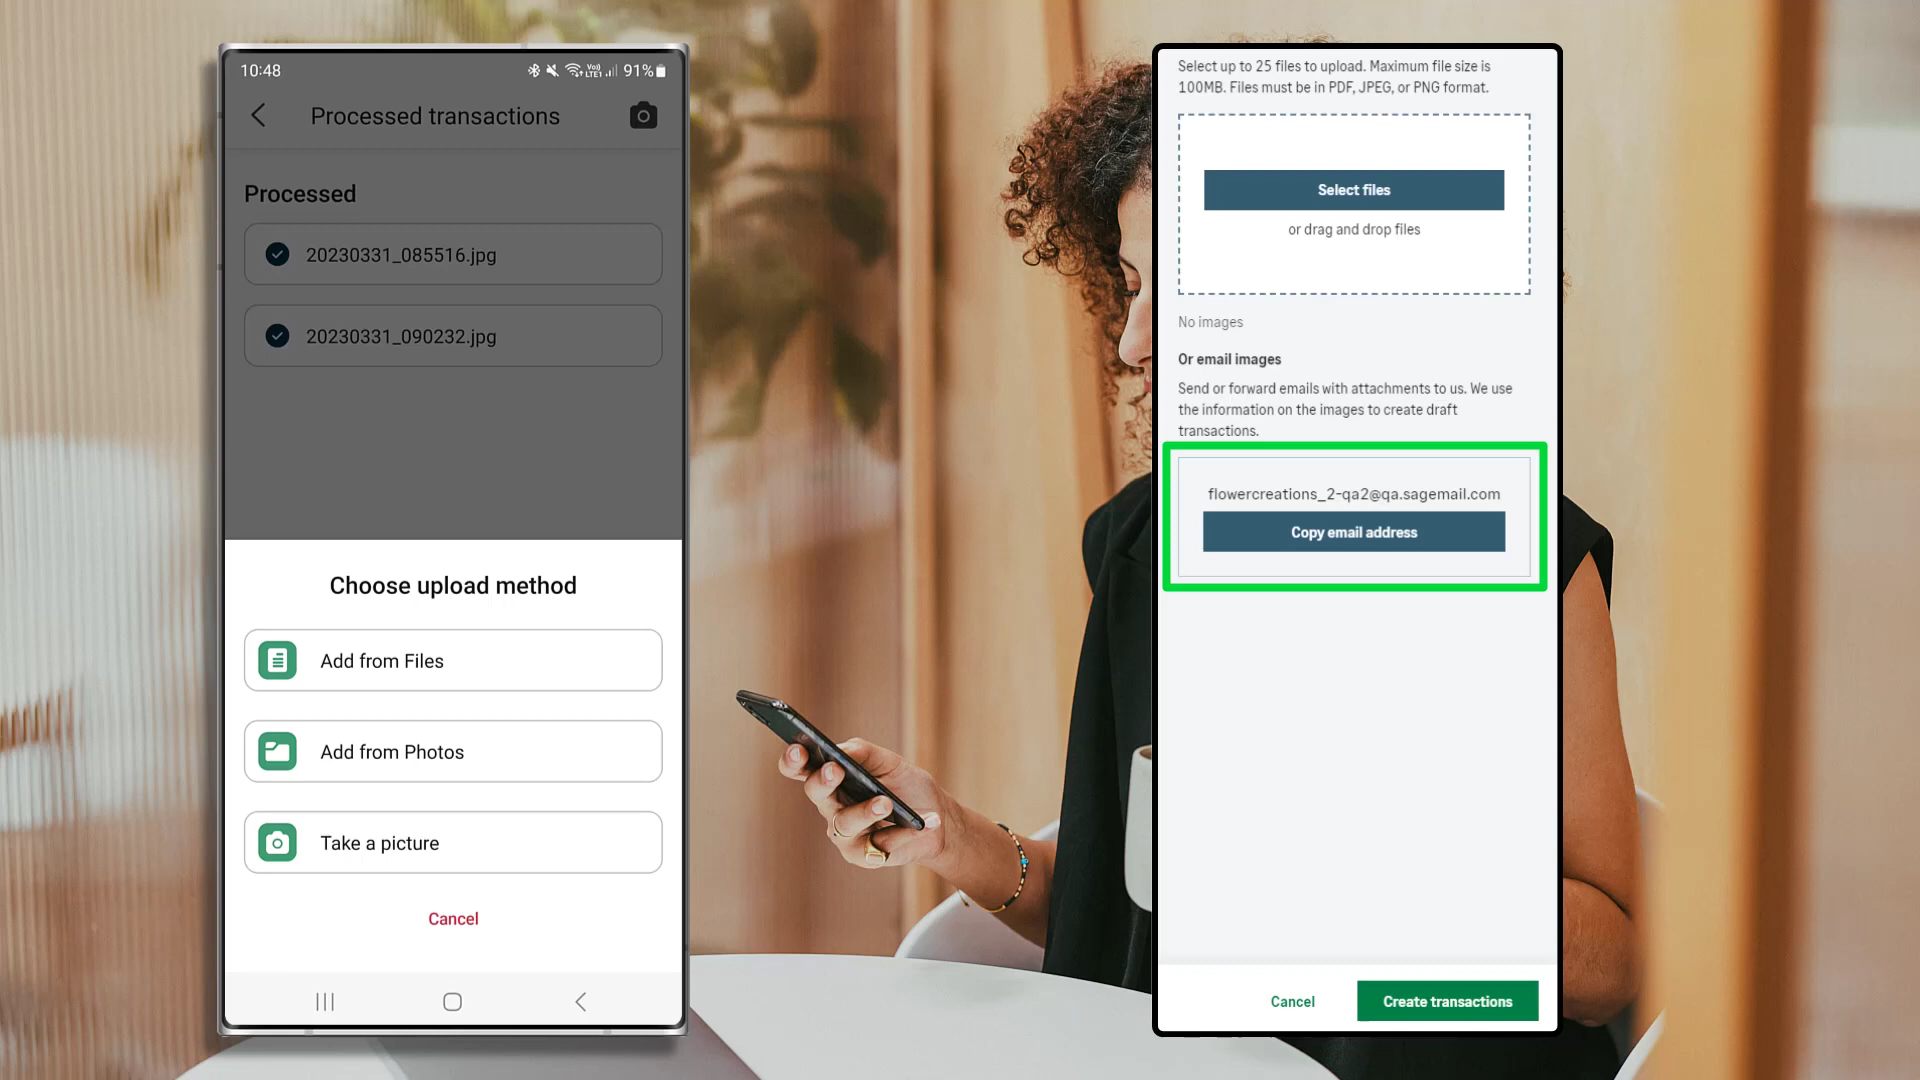 10:48
91%
Processed transactions
Processed
20230331_085516.jpg
20230331_090232.jpg
Choose upload method
Add from Files
Add from Photos
Take a picture
Cancel
Select up to 25 files to upload. Maximum file size is
100MB. Files must be in PDF, JPEG, or PNG format.
Select files
or drag and drop files
No images
Or email images
Send or forward emails with attachments to us. We use
the information on the images to create draft
transactions.
flowercreations_2-qa2@qa.sagemail.com
Copy email address
Cancel
Create transactions